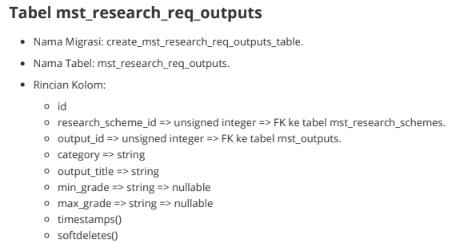 Tabel mst_research_req_outputs
• Nama Migrasi: create_mst_research_req_outputs_table.
• Nama Tabel: mst_research_req_outputs.
• Rincian Kolom:
○ id
○ research_scheme_id => unsigned integer => FK ke tabel mst_research_schemes.
○ output_id => unsigned integer => FK ke tabel mst_outputs.
○ category => string
○ output_title => string
○ min_grade => string => nullable
○ max_grade => string => nullable
○ timestamps()
○ softdeletes()